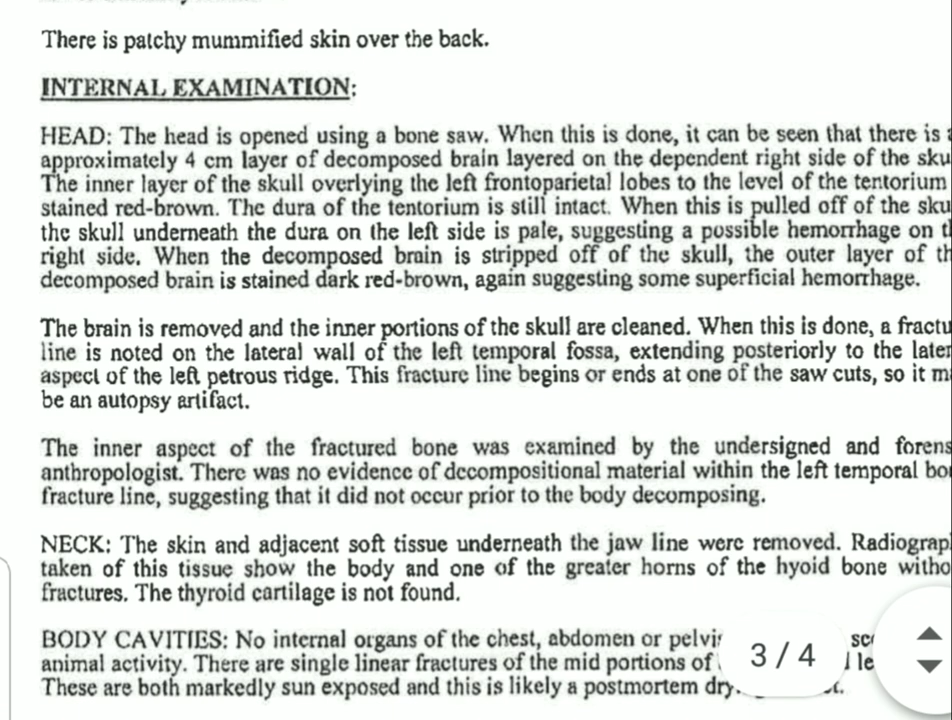 There is patchy mummified skin over the back.
INTERNAL EXAMINATION:
HEAD: The head is opened using a bone saw. When this is done, it can be seen that there is
approximately 4 cm layer of decomposed brain layered on the dependent right side of the sku
The inner layer of the skull overlying the left frontoparietal lobes to the level of the tentorium
stained red-brown. The dura of the tentorium is still intact. When this is pulled off of the sku
the skull underneath the dura on the left side is pale, suggesting a possible hemorrhage on t
right side. When the decomposed brain is stripped off of the skull, the outer layer of th
decomposed brain is stained dark red-brown, again suggesting some superficial hemorrhage.
The brain is removed and the inner portions of the skull are cleaned. When this is done, a fractu
line is noted on the lateral wall of the left temporal fossa, extending posteriorly to the later
aspect of the left petrous ridge. This fracture line begins or ends at one of the saw cuts, so it m
be an autopsy artifact.
The inner aspect of the fractured bone was examined by the undersigned and forens
anthropologist. There was no evidence of decompositional material within the left temporal bo
fracture line, suggesting that it did not occur prior to the body decomposing.
NECK: The skin and adjacent soft tissue underneath the jaw line were removed. Radiograp
taken of this tissue show the body and one of the greater horns of the hyoid bone witho
fractures. The thyroid cartilage is not found.
BODY CAVITIES: No internal organs of the chest, abdomen or pelvi
animal activity. There are single linear fractures of the mid portions of
These are both markedly sun exposed and this is likely a postmortem dry
3 / 4